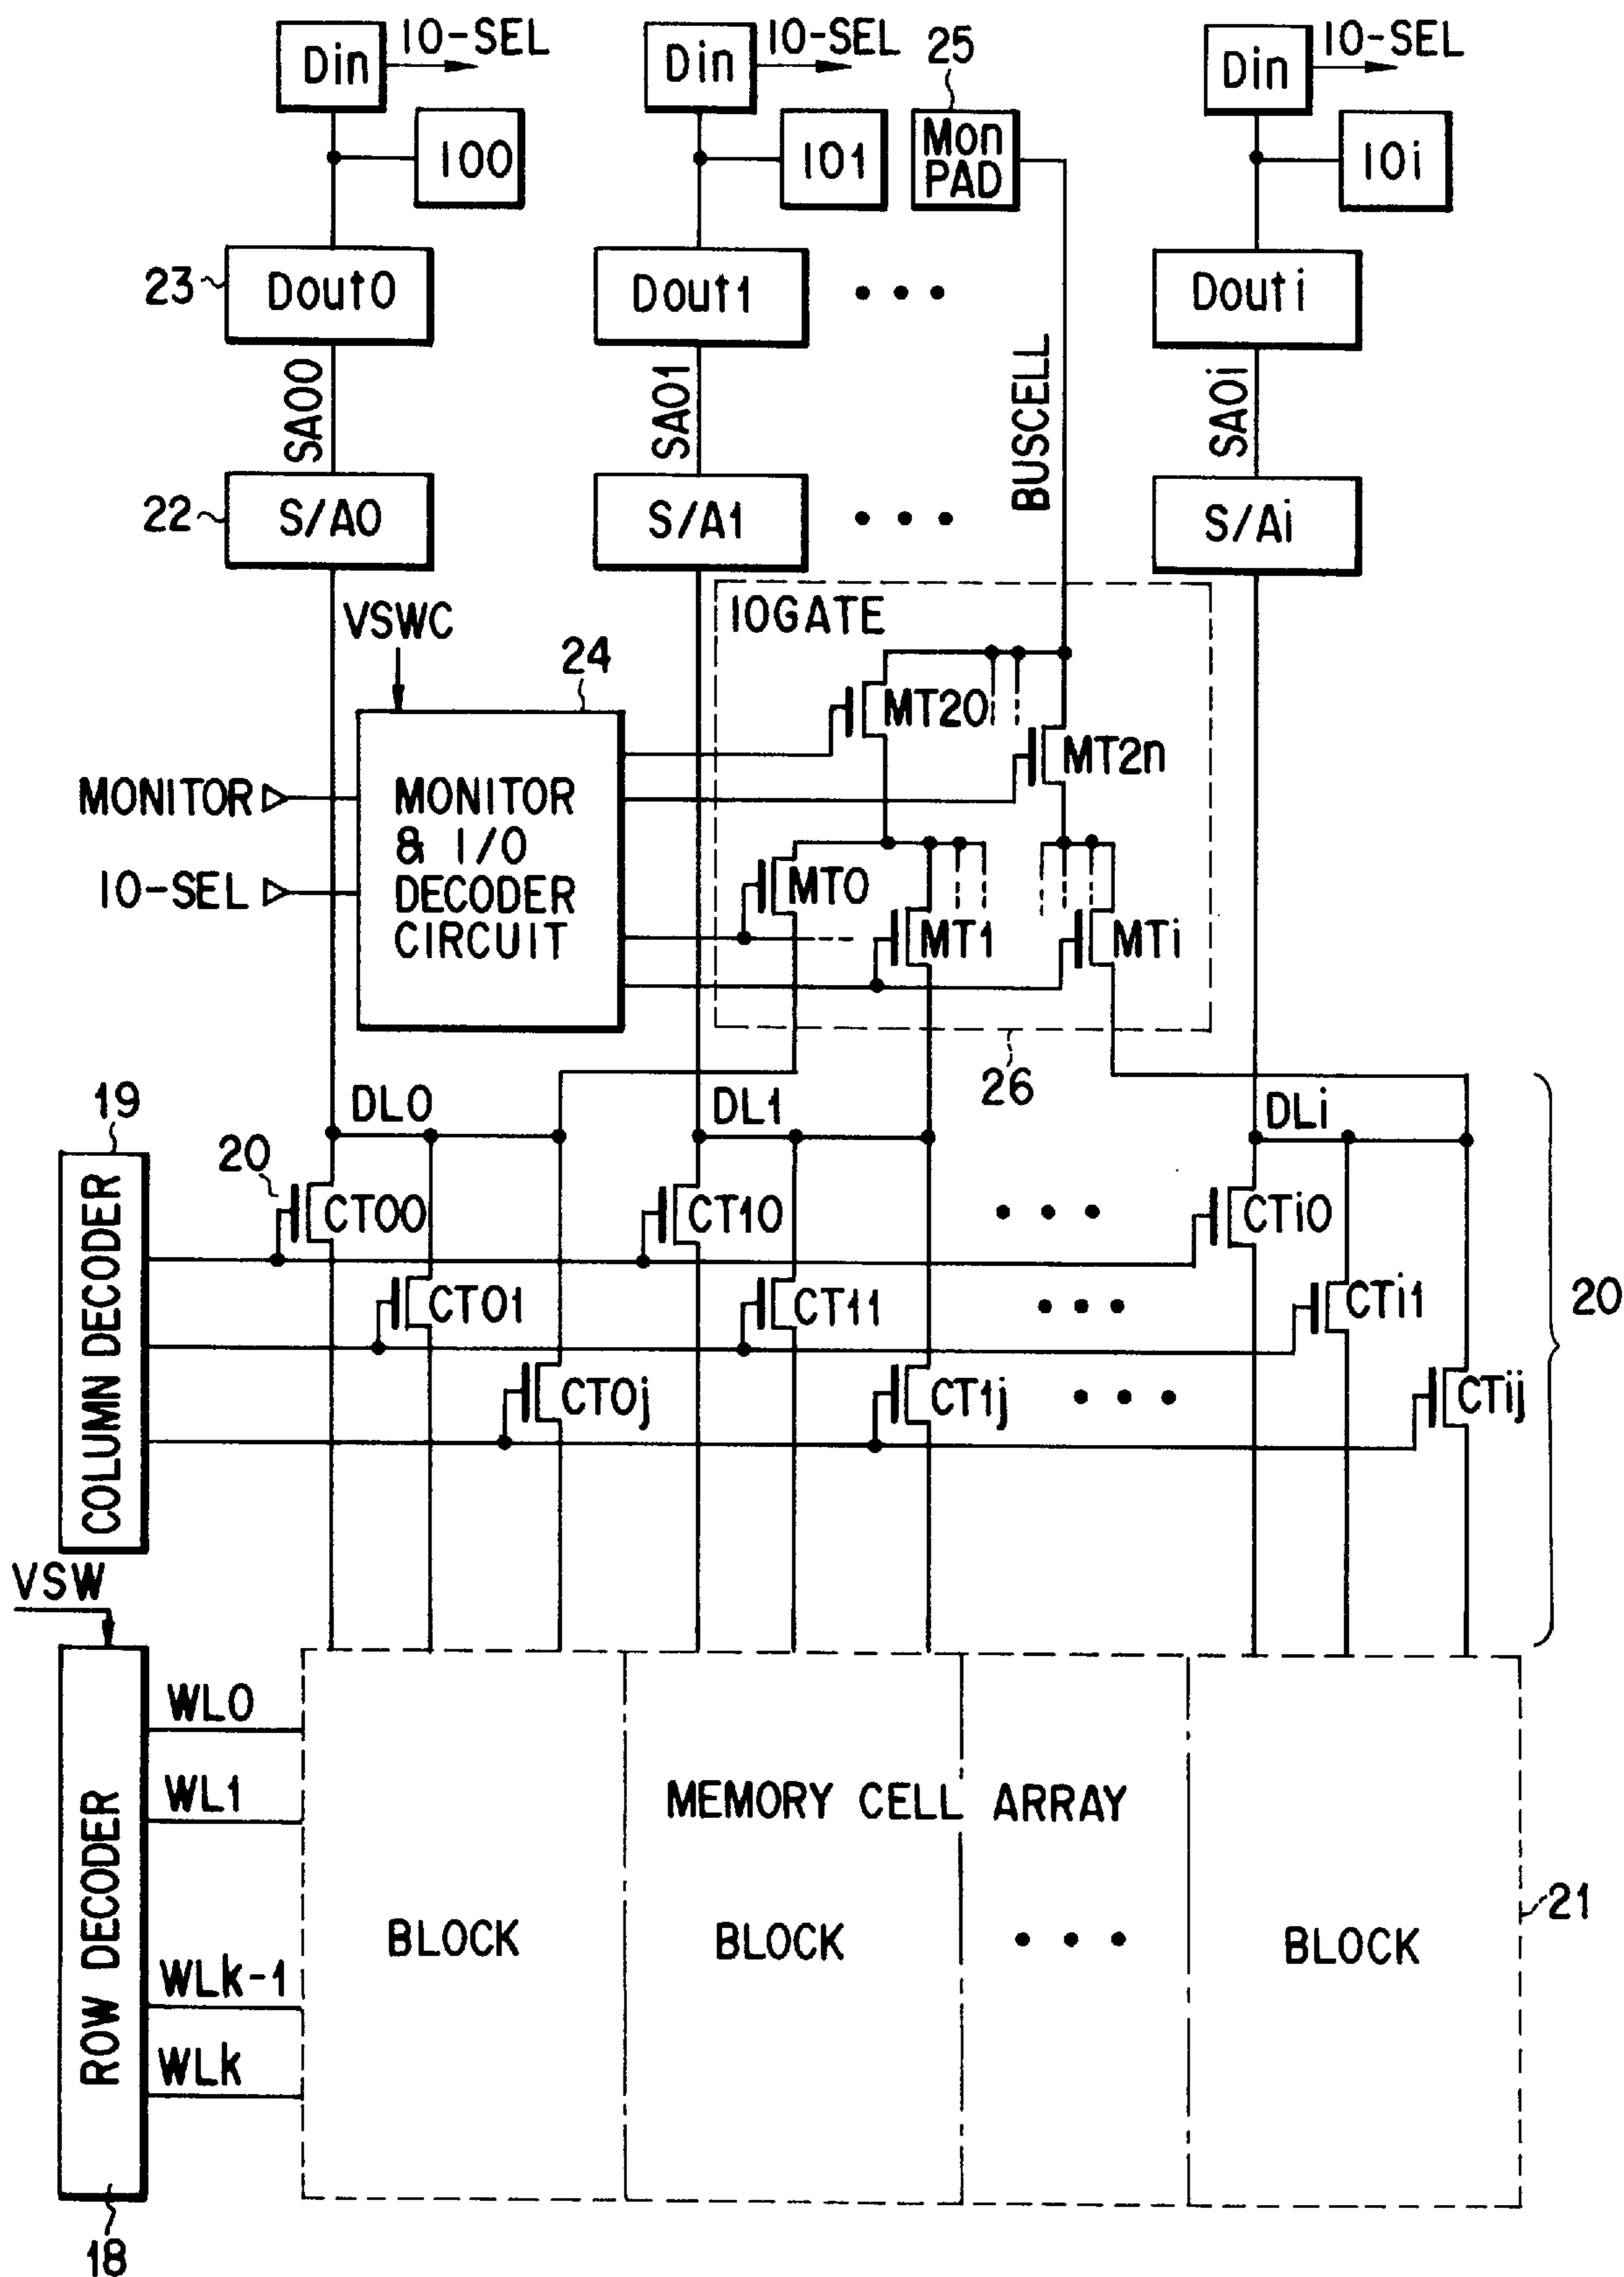 Din
IO-SEL
Din
IO-SEL
25
Din
IO-SEL
IO0
IO1
Mon
PAD
IOi
23
Dout0
Dout1
• • •
Douti
SA00
SA01
BUSCELL
SA0i
22
S/A0
S/A1
• • •
S/Ai
VSWC
24
IOGATE
MT20
MT2n
MONITOR
IO-SEL
MONITOR
& I/O
DECODER
CIRCUIT
MT0
MT1
MTi
26
19
DL0
DL1
DLi
20
COLUMN DECODER
CT00
CT10
• • •
CTi0
CT01
CT11
• • •
CTi1
20
CT0j
CT1j
• • •
CTij
VSW
ROW DECODER
WL0
WL1
MEMORY CELL ARRAY
21
BLOCK
BLOCK
• • •
BLOCK
WLk-1
WLk
18